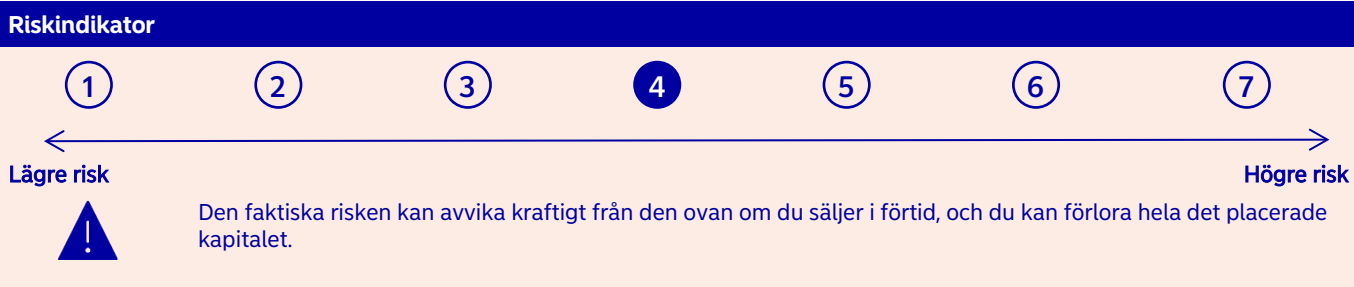 Riskindikator
1 2 3 4 5 6 7
Lägre risk Högre risk
Den faktiska risken kan avvika kraftigt från den ovan om du säljer i förtid, och du kan förlora hela det placerade
kapitalet.